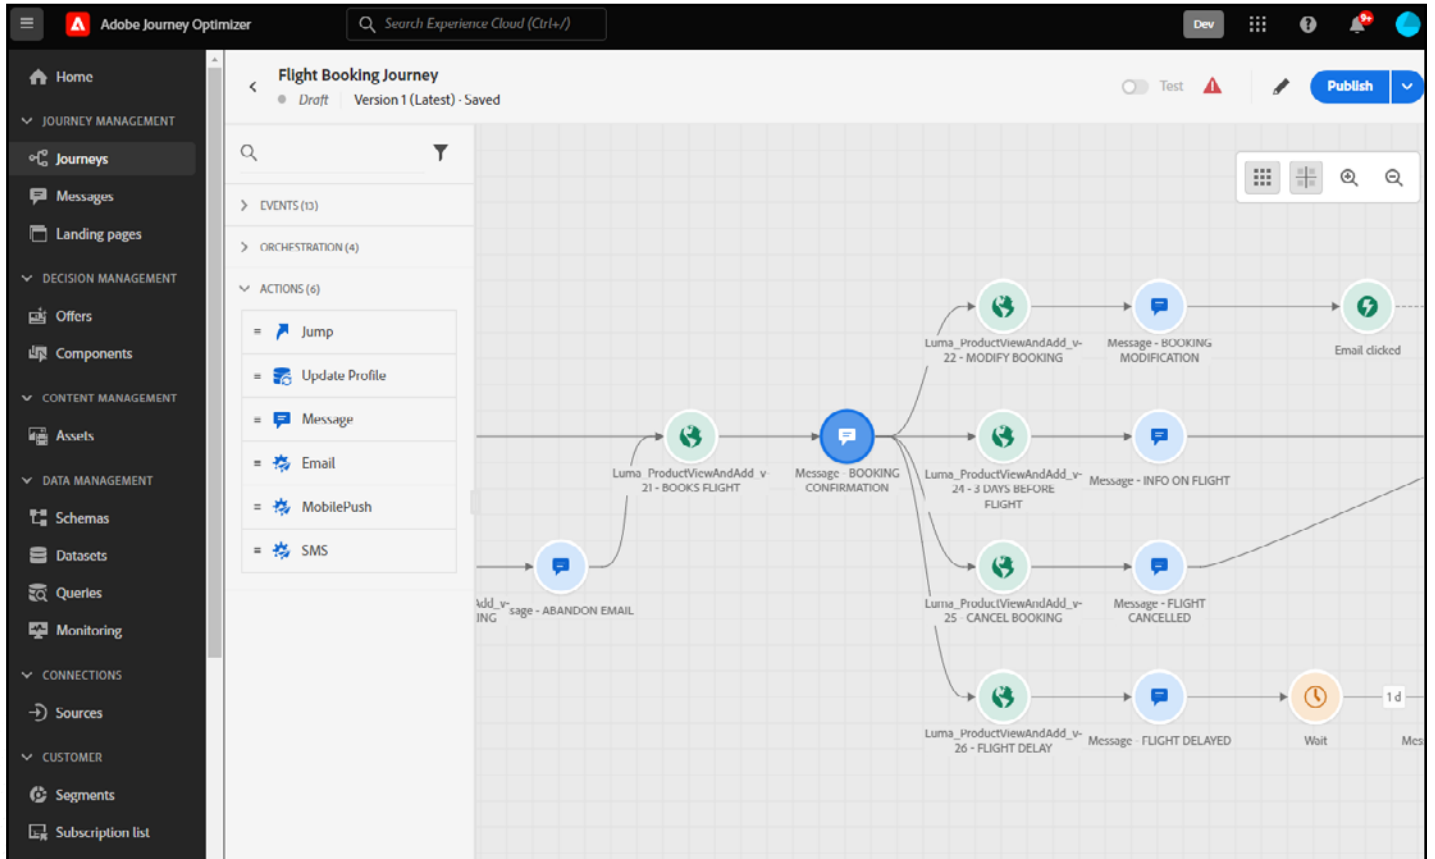 Adobe Journey Optimizer
Search Experience Cloud (Ctrl+/)
Dev
9+
Home
JOURNEY MANAGEMENT
Journeys
Messages
Landing pages
DECISION MANAGEMENT
Offers
Components
CONTENT MANAGEMENT
Assets
DATA MANAGEMENT
Schemas
Datasets
Queries
Monitoring
CONNECTIONS
Sources
CUSTOMER
Segments
Subscription list
Flight Booking Journey
Draft
Version 1 (Latest) - Saved
Test
Publish
EVENTS (13)
ORCHESTRATION (4)
ACTIONS (6)
Jump
Update Profile
Message
Email
MobilePush
SMS
Luma_ProductViewAndAdd_v-
22 - MODIFY BOOKING
Message - BOOKING
MODIFICATION
Email clicked
Luma_ProductViewAndAdd_v-
21 - BOOKS FLIGHT
Message - BOOKING
CONFIRMATION
Luma_ProductViewAndAdd_v-
24 - 3 DAYS BEFORE
FLIGHT
Message - INFO ON FLIGHT
Add_v-
ING
sage - ABANDON EMAIL
Luma_ProductViewAndAdd_v-
25 - CANCEL BOOKING
Message - FLIGHT
CANCELLED
Luma_ProductViewAndAdd_v-
26 - FLIGHT DELAY
Message - FLIGHT DELAYED
Wait
1 d
Mes